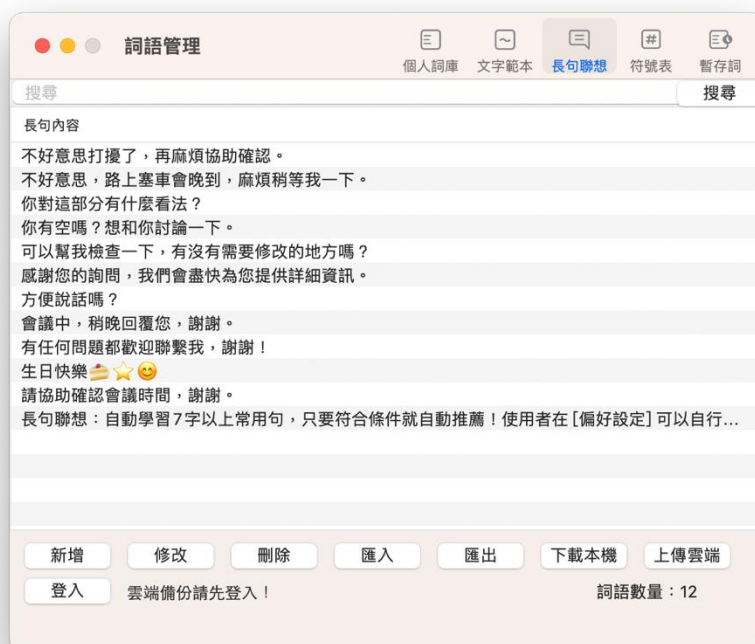 詞語管理
個人詞庫 文字範本 長句聯想 符號表 暫存詞
搜尋 搜尋
長句內容
不好意思打擾了，再麻煩協助確認。
不好意思，路上塞車會晚到，麻煩稍等我一下。
你對這部分有什麼看法？
你有空嗎？想和你討論一下。
可以幫我檢查一下，有沒有需要修改的地方嗎？
感謝您的詢問，我們會盡快為您提供詳細資訊。
方便說話嗎？
會議中，稍晚回覆您，謝謝。
有任何問題都歡迎聯繫我，謝謝！
生日快樂🍰⭐😊
請協助確認會議時間，謝謝。
長句聯想：自動學習7字以上常用句，只要符合條件就自動推薦！使用者在[偏好設定]可以自行...
新增 修改 刪除 匯入 匯出 下載本機 上傳雲端
登入 雲端備份請先登入！ 詞語數量：12